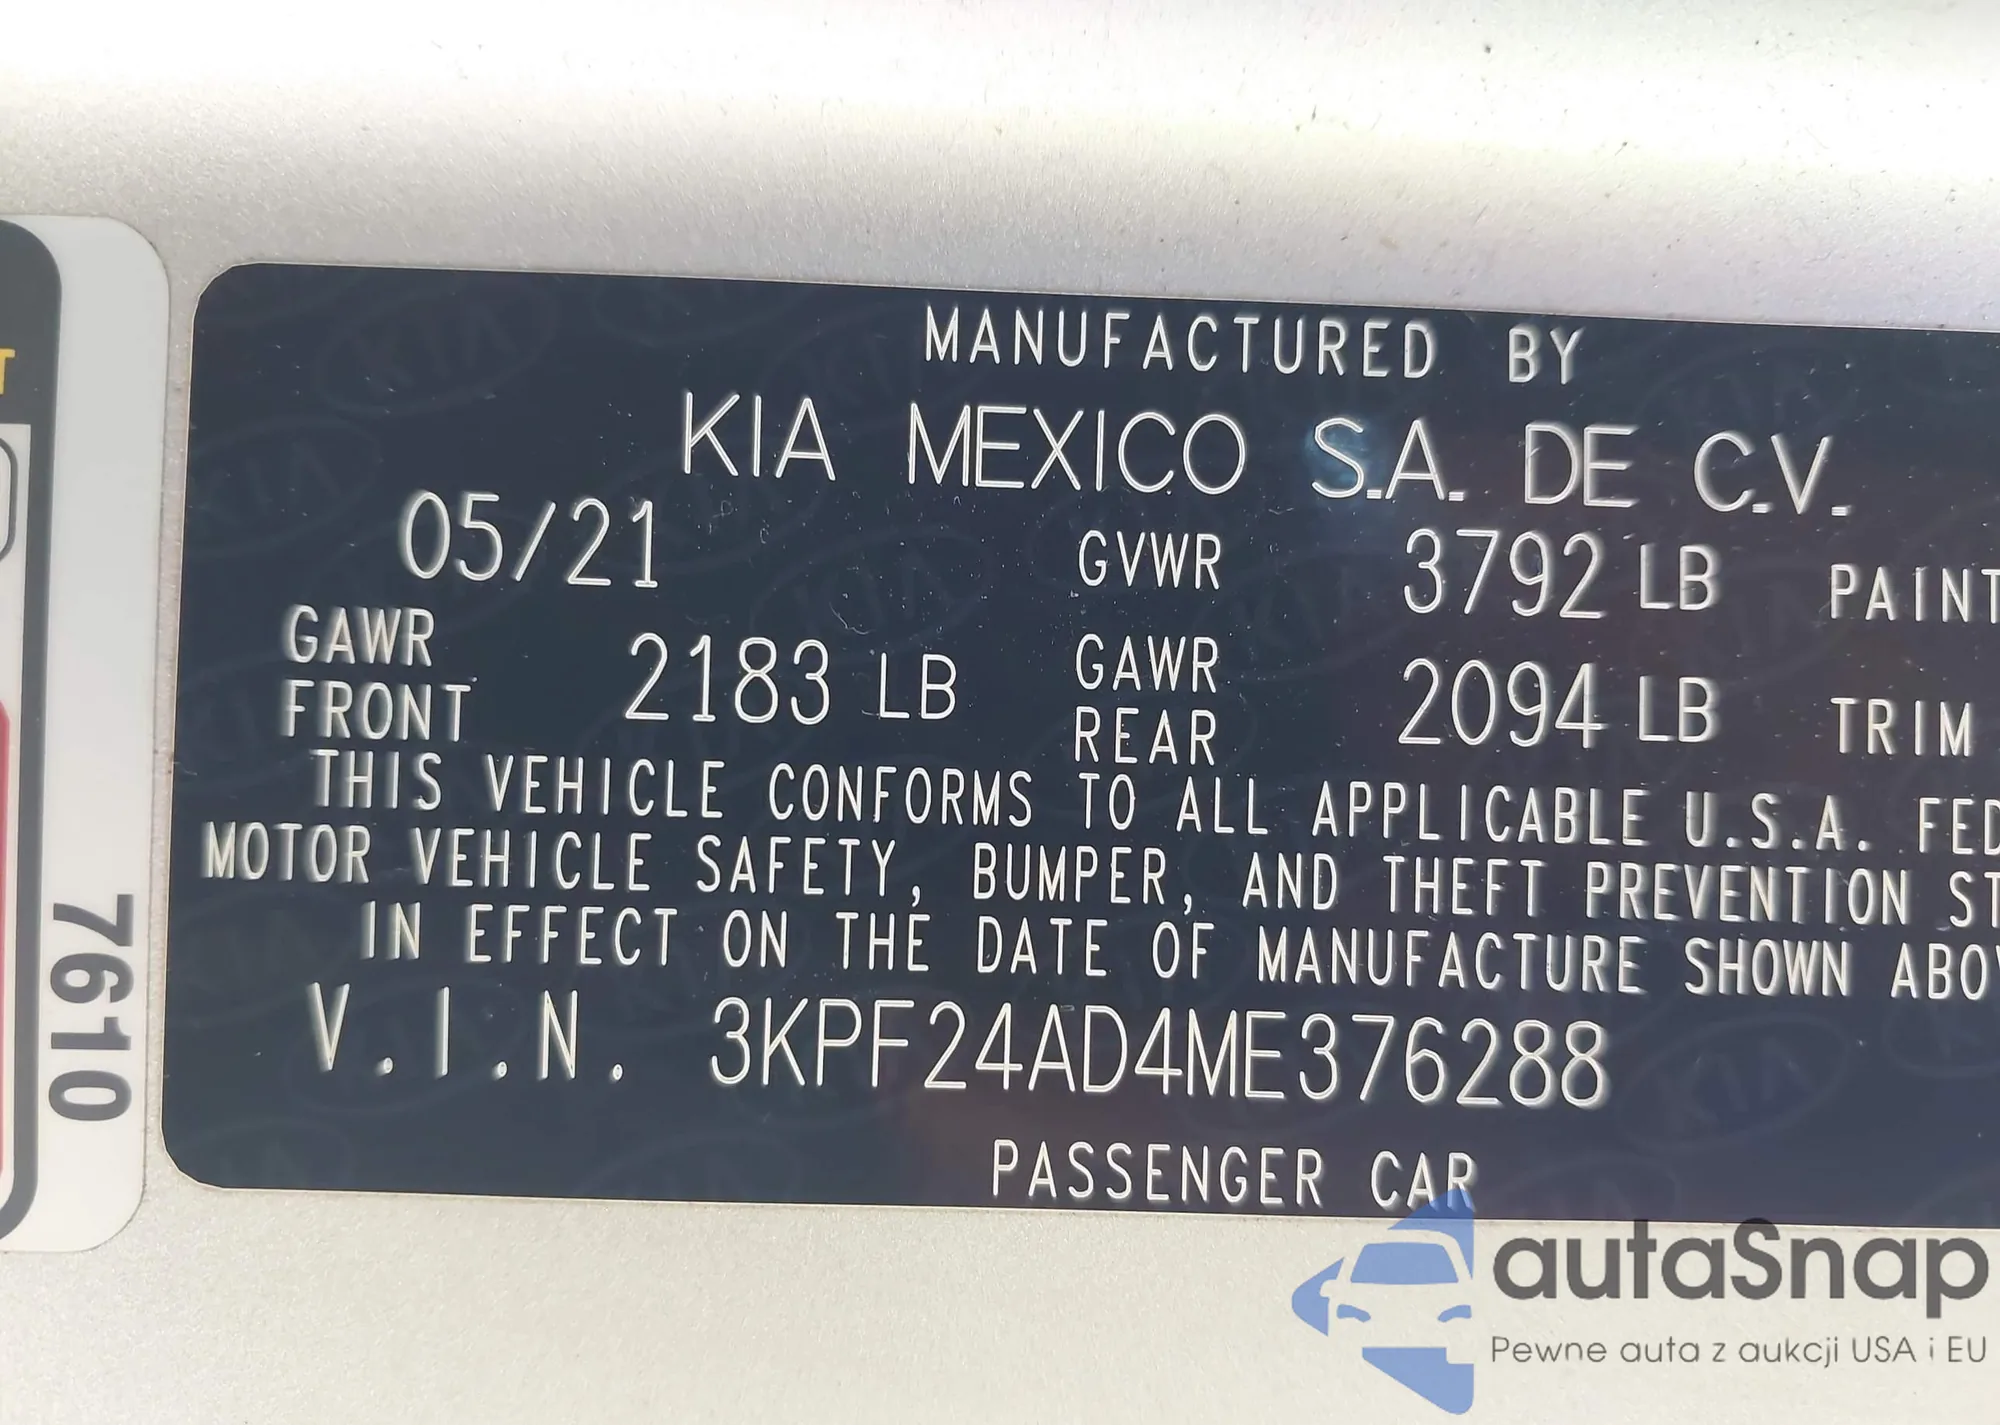 MANUFACTURED BY
KIA MEXICO S.A. DE C.V.
05/21 GVWR 3792 LB PAINT
GAWR FRONT 2183 LB GAWR REAR 2094 LB TRIM
THIS VEHICLE CONFORMS TO ALL APPLICABLE U.S.A. FED
MOTOR VEHICLE SAFETY, BUMPER, AND THEFT PREVENTION ST
IN EFFECT ON THE DATE OF MANUFACTURE SHOWN ABOV
V.I.N. 3KPF24AD4ME376288
PASSENGER CAR
7610
T
autaSnap
Pewne auta z aukcji USA i EU